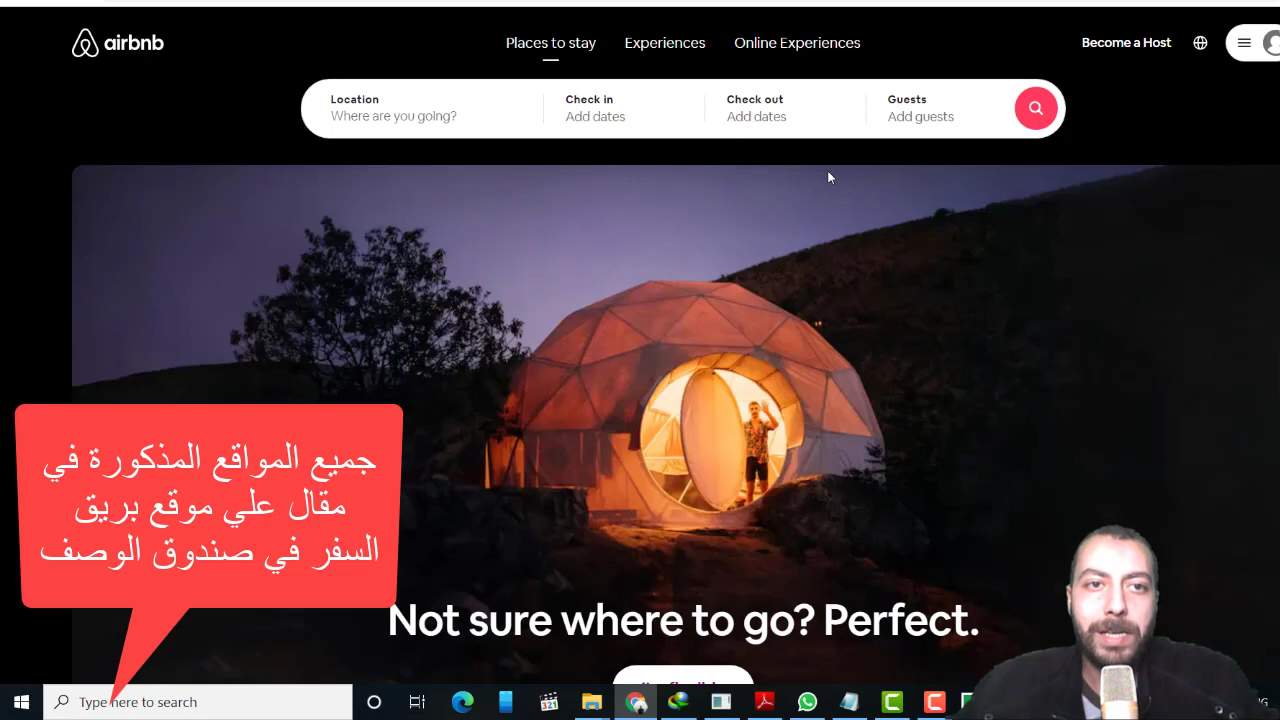 airbnb
Places to stay
Experiences
Online Experiences
Become a Host
Location
Where are you going?
Check in
Add dates
Check out
Add dates
Guests
Add guests
جميع المواقع المذكورة في
مقال علي موقع بريق
السفر في صندوق الوصف
Not sure where to go? Perfect.
Type here to search
321